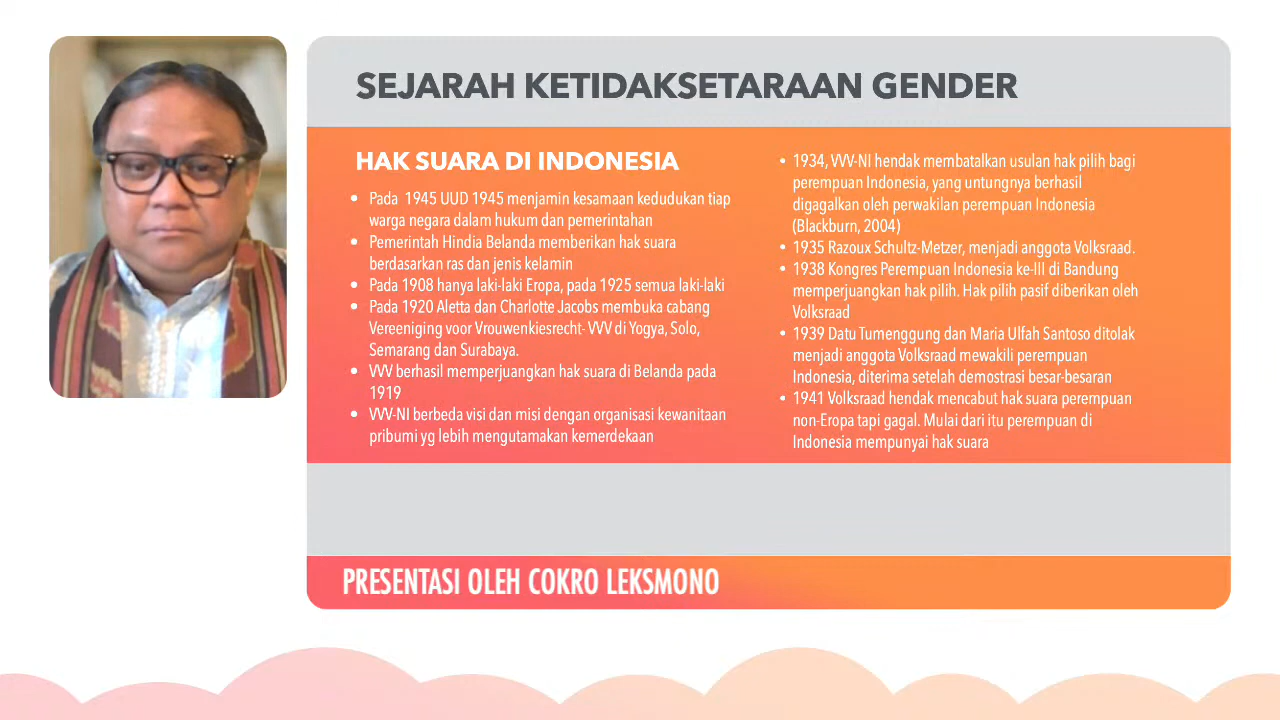 SEJARAH KETIDAKSETARAAN GENDER
HAK SUARA DI INDONESIA
• Pada 1945 UUD 1945 menjamin kesamaan kedudukan tiap
warga negara dalam hukum dan pemerintahan
• Pemerintah Hindia Belanda memberikan hak suara
berdasarkan ras dan jenis kelamin
• Pada 1908 hanya laki-laki Eropa, pada 1925 semua laki-laki
• Pada 1920 Aletta dan Charlotte Jacobs membuka cabang
Vereeniging voor Vrouwenkiesrecht- VVV di Yogya, Solo,
Semarang dan Surabaya.
• VVV berhasil memperjuangkan hak suara di Belanda pada
1919
• VVV-NI berbeda visi dan misi dengan organisasi kewanitaan
pribumi yg lebih mengutamakan kemerdekaan
• 1934, VVV-NI hendak membatalkan usulan hak pilih bagi
perempuan Indonesia, yang untungnya berhasil
digagalkan oleh perwakilan perempuan Indonesia
(Blackburn, 2004)
• 1935 Razoux Schultz-Metzer, menjadi anggota Volksraad.
• 1938 Kongres Perempuan Indonesia ke-III di Bandung
memperjuangkan hak pilih. Hak pilih pasif diberikan oleh
Volksraad
• 1939 Datu Tumenggung dan Maria Ulfah Santoso ditolak
menjadi anggota Volksraad mewakili perempuan
Indonesia, diterima setelah demostrasi besar-besaran
• 1941 Volksraad hendak mencabut hak suara perempuan
non-Eropa tapi gagal. Mulai dari itu perempuan di
Indonesia mempunyai hak suara
PRESENTASI OLEH COKRO LEKSMONO